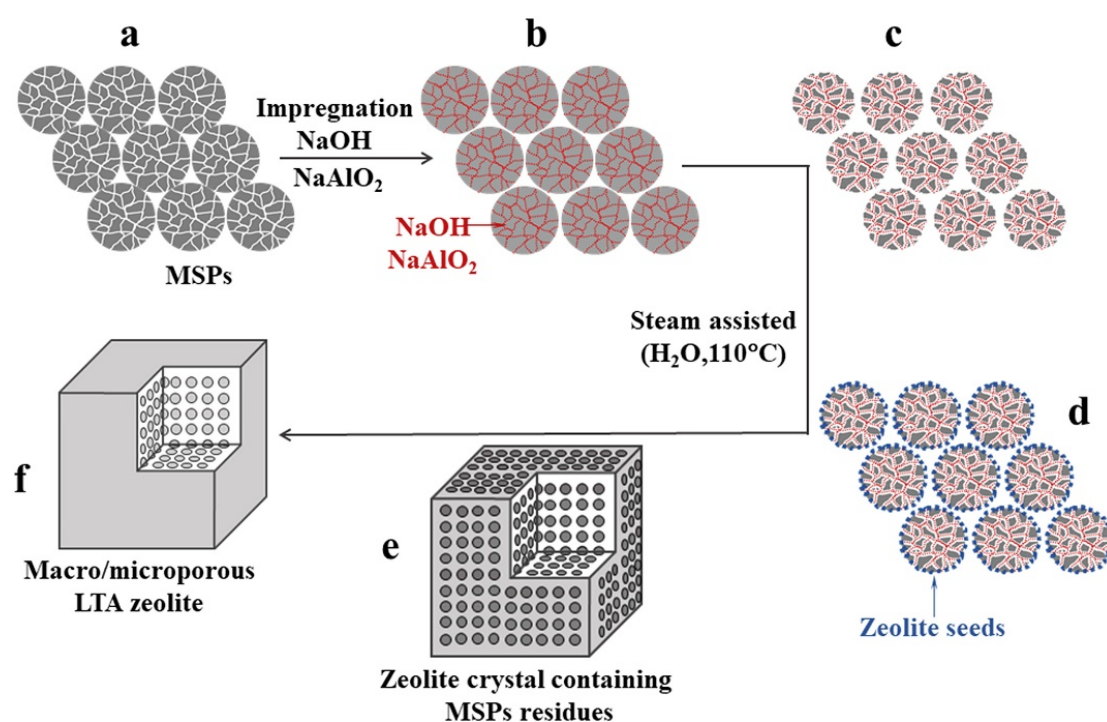 a
b
c
Impregnation
NaOH
NaAlO₂
MSPs
NaOH
NaAlO₂
Steam assisted
(H₂O,110°C)
d
f
e
Macro/microporous
LTA zeolite
Zeolite seeds
Zeolite crystal containing
MSPs residues